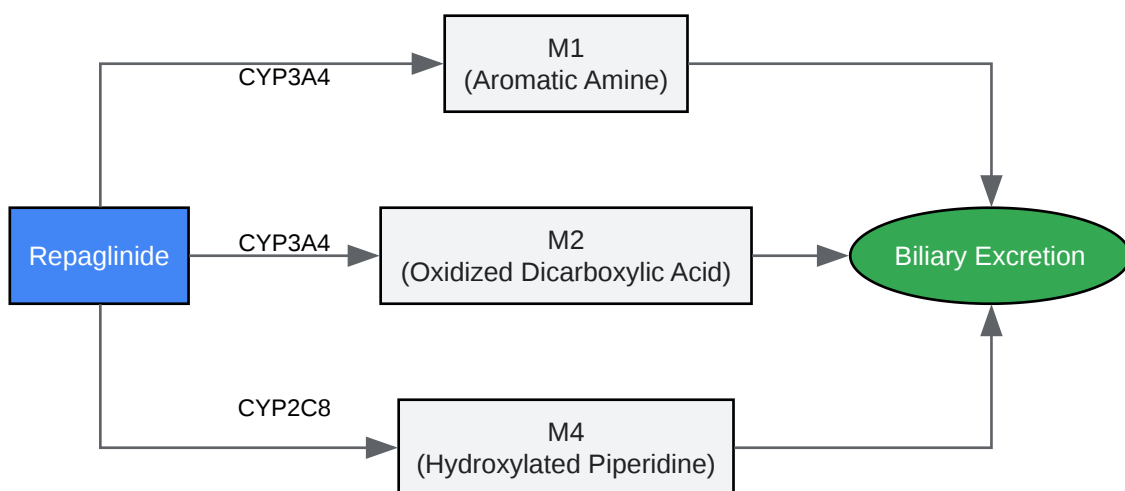 M1
(Aromatic Amine)
CYP3A4
Repaglinide
CYP3A4
M2
(Oxidized Dicarboxylic Acid)
Biliary Excretion
CYP2C8
M4
(Hydroxylated Piperidine)